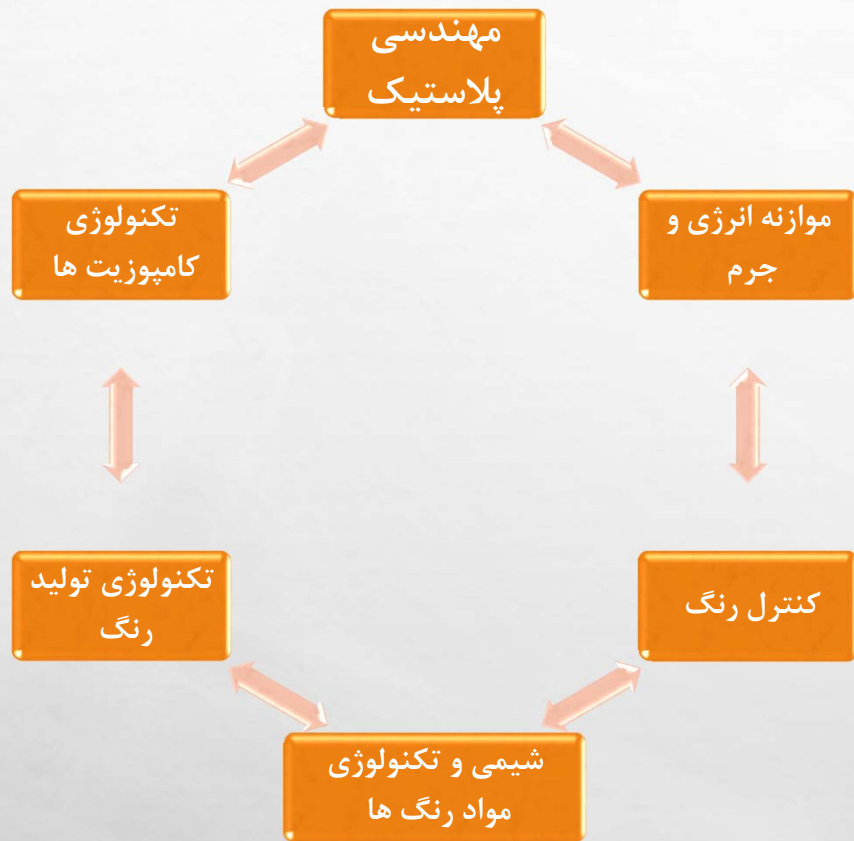 مهندسی
پلاستیک
موازنه انرژی و
جرم
کنترل رنگ
شیمی و تکنولوژی
مواد رنگ ها
تکنولوژی تولید
رنگ
تکنولوژی
کامپوزیت ها